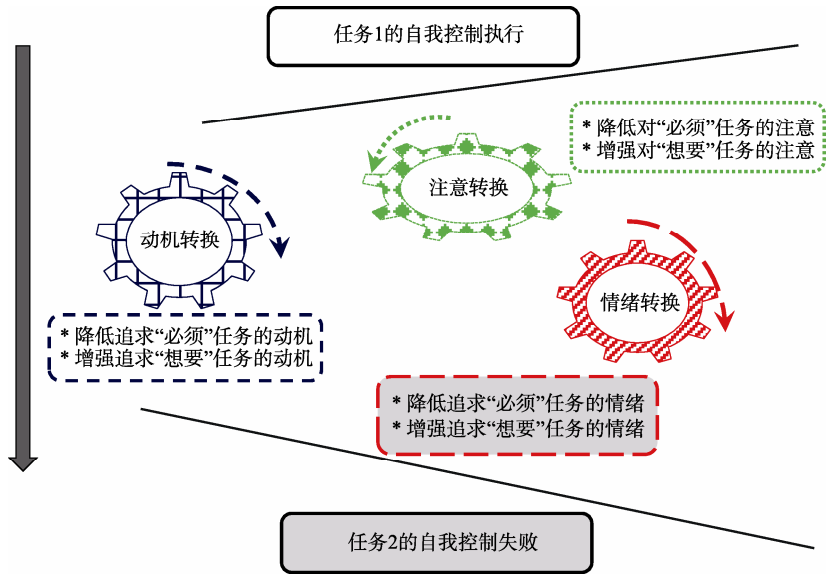 任务1的自我控制执行
* 降低对“必须”任务的注意
* 增强对“想要”任务的注意
注意转换
动机转换
情绪转换
* 降低追求“必须”任务的动机
* 增强追求“想要”任务的动机
* 降低追求“必须”任务的情绪
* 增强追求“想要”任务的情绪
任务2的自我控制失败